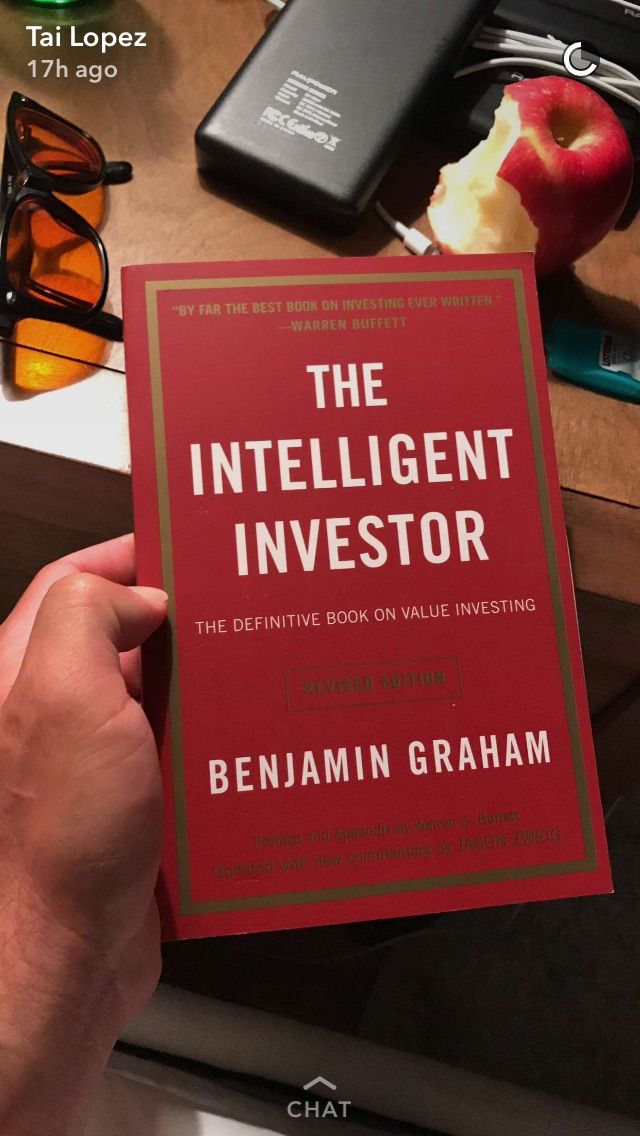 Tai Lopez
17h ago
RAVPOWER
"BY FAR THE BEST BOOK ON INVESTING EVER WRITTEN."
—WARREN BUFFETT
THE
INTELLIGENT
INVESTOR
THE DEFINITIVE BOOK ON VALUE INVESTING
REVISED EDITION
BENJAMIN GRAHAM
Preface and Appendix by Warren E. Buffett
Updated with new commentary by JASON ZWEIG
CHAT